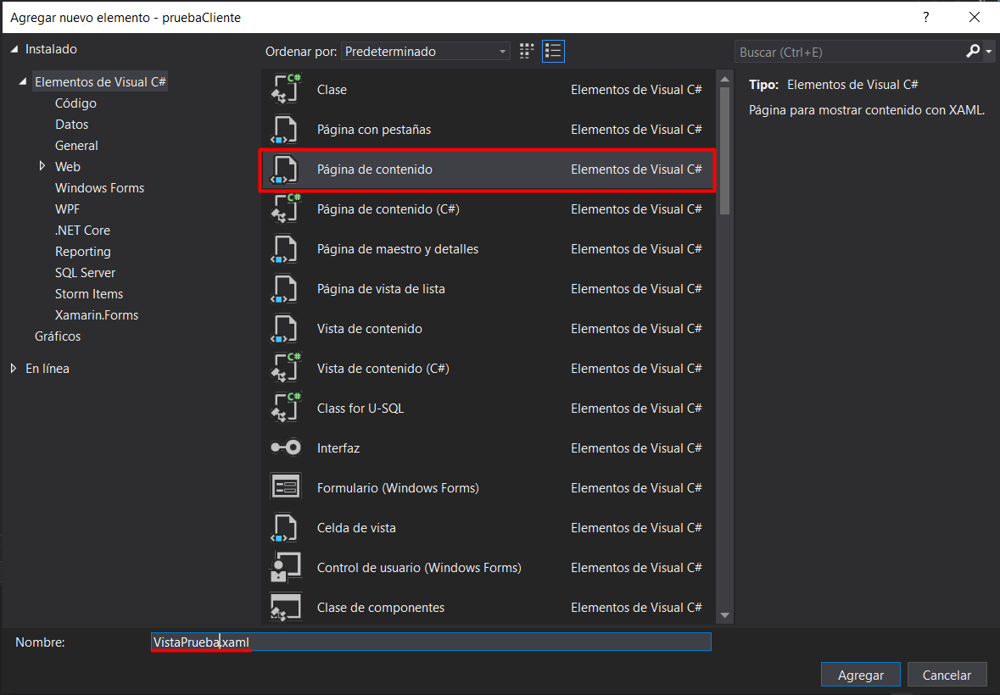 Agregar nuevo elemento - pruebaCliente
?
Instalado
Ordenar por: Predeterminado
Buscar (Ctrl+E)
Elementos de Visual C#
Código
Datos
General
Web
Windows Forms
WPF
.NET Core
Reporting
SQL Server
Storm Items
Xamarin.Forms
Gráficos
En línea
C# Clase Elementos de Visual C#
Página con pestañas Elementos de Visual C#
Página de contenido Elementos de Visual C#
C# Página de contenido (C#) Elementos de Visual C#
Página de maestro y detalles Elementos de Visual C#
Página de vista de lista Elementos de Visual C#
Vista de contenido Elementos de Visual C#
C# Vista de contenido (C#) Elementos de Visual C#
C# Class for U-SQL Elementos de Visual C#
Interfaz Elementos de Visual C#
Formulario (Windows Forms) Elementos de Visual C#
Celda de vista Elementos de Visual C#
Control de usuario (Windows Forms) Elementos de Visual C#
Clase de componentes Elementos de Visual C#
Tipo: Elementos de Visual C#
Página para mostrar contenido con XAML.
Nombre: VistaPrueba.xaml
Agregar Cancelar